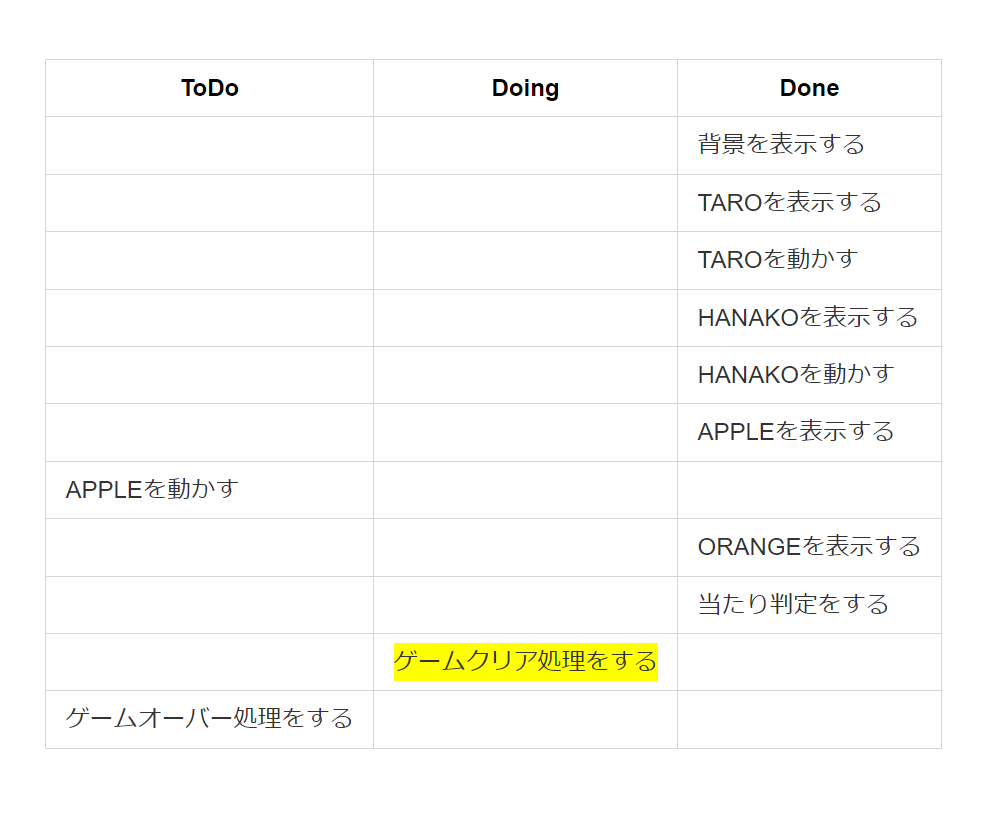 ToDo Doing Done
背景を表示する
TAROを表示する
TAROを動かす
HANAKOを表示する
HANAKOを動かす
APPLEを表示する
APPLEを動かす
ORANGEを表示する
当たり判定をする
ゲームクリア処理をする
ゲームオーバー処理をする